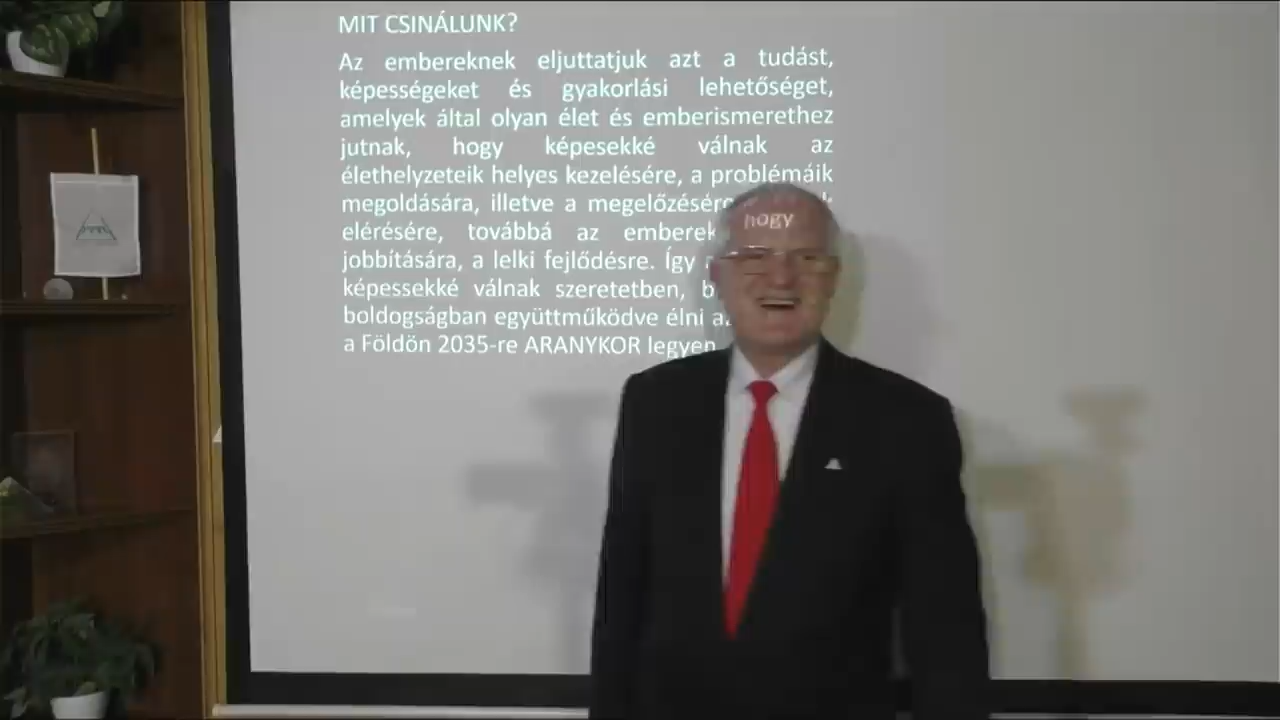 MIT CSINÁLUNK?
Az embereknek eljuttatjuk azt a tudást,
képességeket és gyakorlási lehetőséget,
amelyek által olyan élet és emberismerethez
jutnak, hogy képesekké válnak az
élethelyzeteik helyes kezelésére, a problémáik
megoldására, illetve a megelőzésére
elérésére, továbbá az emberek
jobbítására, a lelki fejlődésre. Így
képessekké válnak szeretetben,
boldogságban együttműködve élni
hogy
a Földön 2035-re ARANYKOR legyen